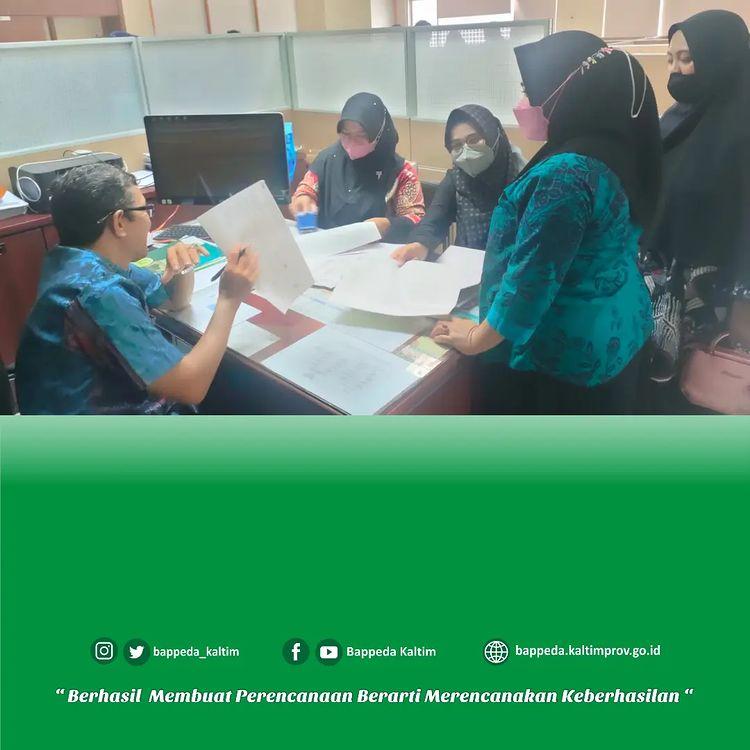 bappeda_kaltim
Bappeda Kaltim
bappeda.kaltimprov.go.id
“ Berhasil Membuat Perencanaan Berarti Merencanakan Keberhasilan “